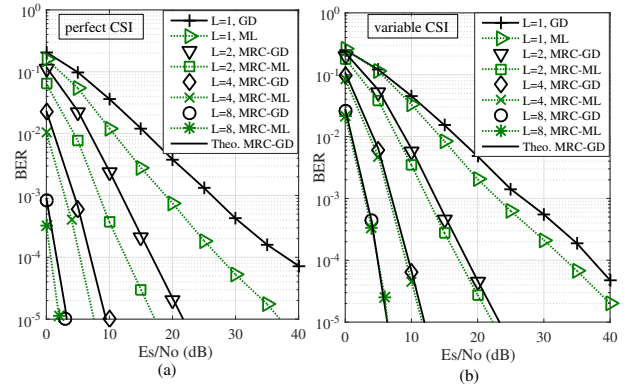 perfect CSI
L=1, GD
L=1, ML
L=2, MRC-GD
L=2, MRC-ML
L=4, MRC-GD
L=4, MRC-ML
L=8, MRC-GD
L=8, MRC-ML
Theo. MRC-GD
BER
10^0
10^-1
10^-2
10^-3
10^-4
10^-5
0 10 20 30 40
Es/No (dB)
(a)
variable CSI
L=1, GD
L=1, ML
L=2, MRC-GD
L=2, MRC-ML
L=4, MRC-GD
L=4, MRC-ML
L=8, MRC-GD
L=8, MRC-ML
Theo. MRC-GD
BER
10^0
10^-1
10^-2
10^-3
10^-4
10^-5
0 10 20 30 40
Es/No (dB)
(b)